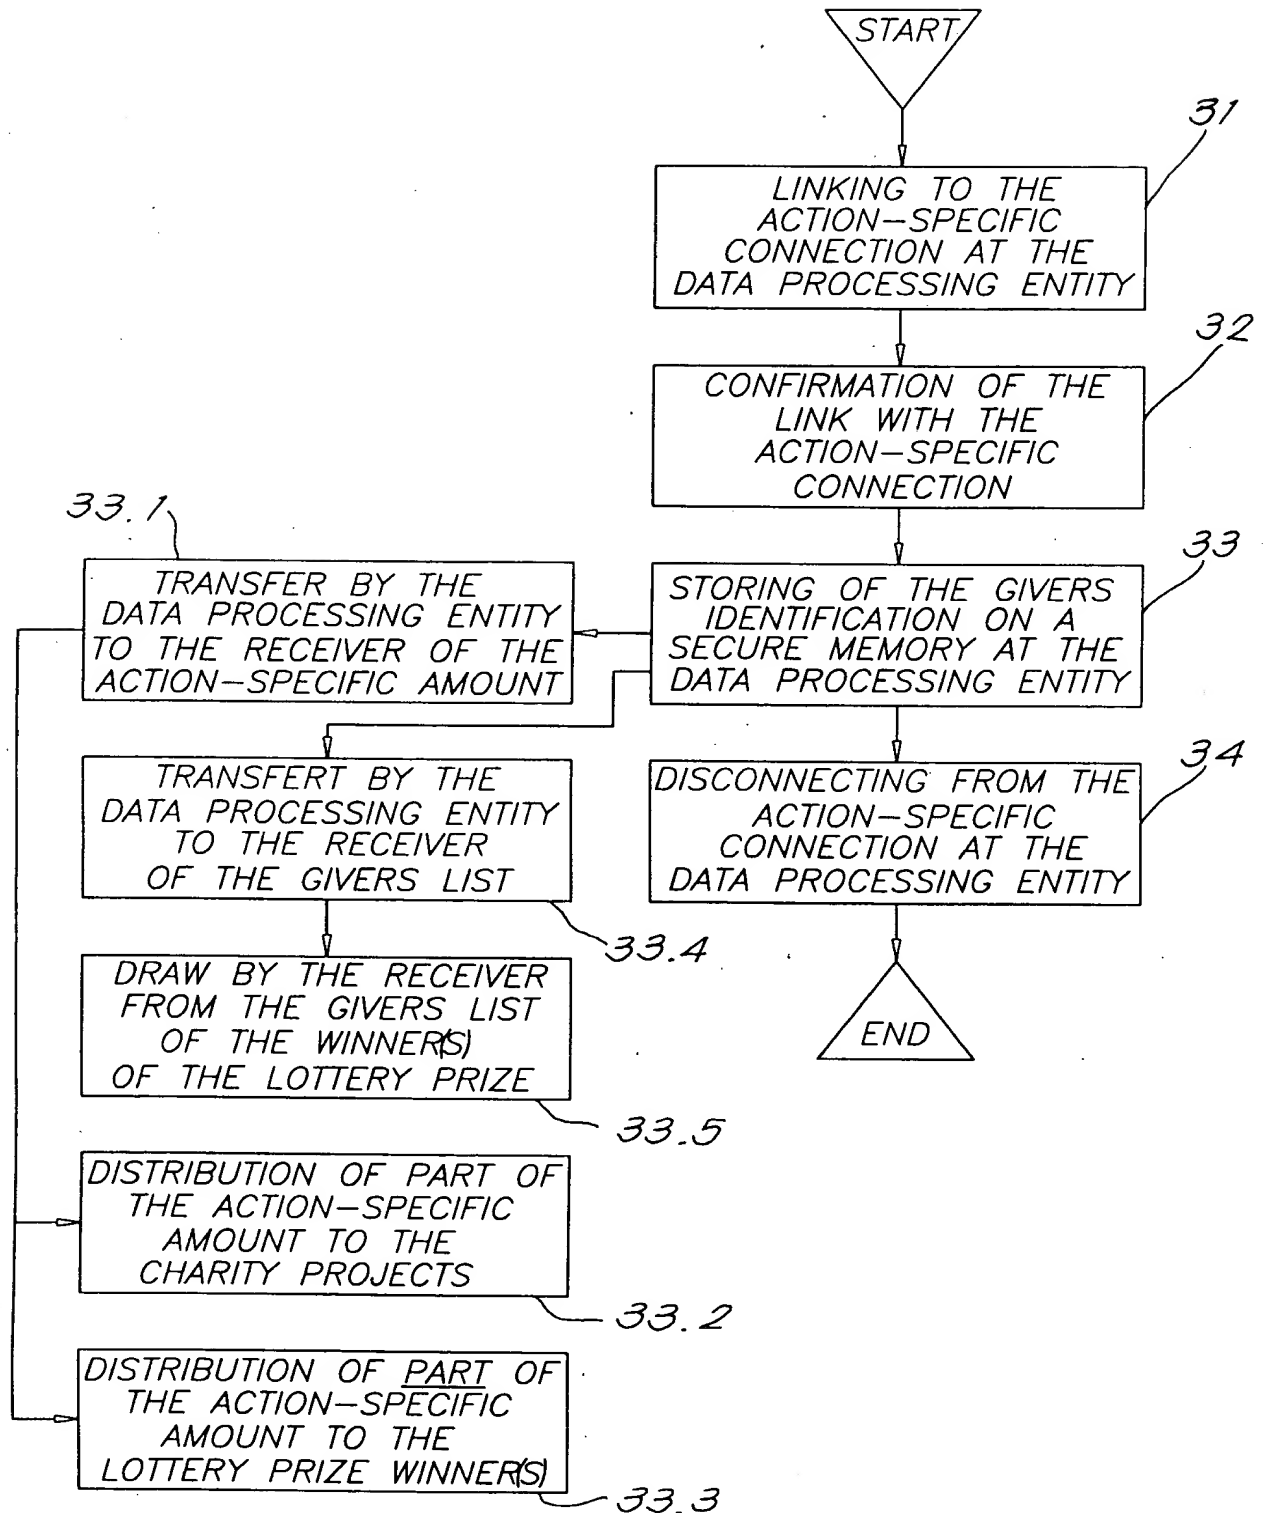 START
31
LINKING TO THE
ACTION-SPECIFIC
CONNECTION AT THE
DATA PROCESSING ENTITY
32
CONFIRMATION OF THE
LINK WITH THE
ACTION-SPECIFIC
CONNECTION
33.1
TRANSFER BY THE
DATA PROCESSING ENTITY
TO THE RECEIVER OF THE
ACTION-SPECIFIC AMOUNT
33
STORING OF THE GIVERS
IDENTIFICATION ON A
SECURE MEMORY AT THE
DATA PROCESSING ENTITY
34
DISCONNECTING FROM THE
ACTION-SPECIFIC
CONNECTION AT THE
DATA PROCESSING ENTITY
TRANSFERT BY THE
DATA PROCESSING ENTITY
TO THE RECEIVER
OF THE GIVERS LIST
33.4
DRAW BY THE RECEIVER
FROM THE GIVERS LIST
OF THE WINNER(S)
OF THE LOTTERY PRIZE
33.5
END
DISTRIBUTION OF PART OF
THE ACTION-SPECIFIC
AMOUNT TO THE
CHARITY PROJECTS
33.2
DISTRIBUTION OF PART OF
THE ACTION-SPECIFIC
AMOUNT TO THE
LOTTERY PRIZE WINNER(S)
33.3